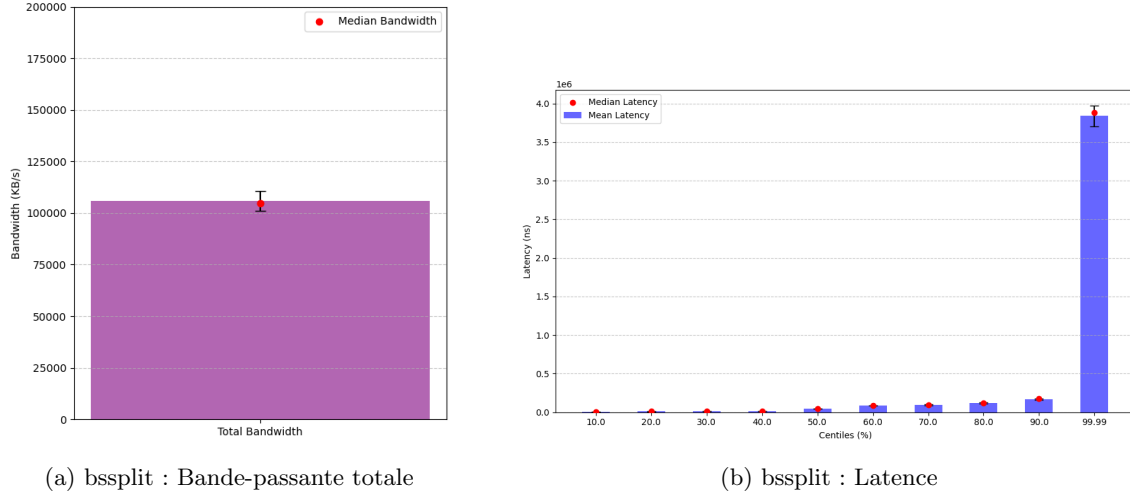 200000
175000
150000
125000
100000
75000
50000
25000
0
Bandwidth (KB/s)
Median Bandwidth
Total Bandwidth
(a) bssplit : Bande-passante totale
1e6
4.0
3.5
3.0
2.5
2.0
1.5
1.0
0.5
0.0
Latency (ns)
Median Latency
Mean Latency
10.0 20.0 30.0 40.0 50.0 60.0 70.0 80.0 90.0 99.99
Centiles (%)
(b) bssplit : Latence